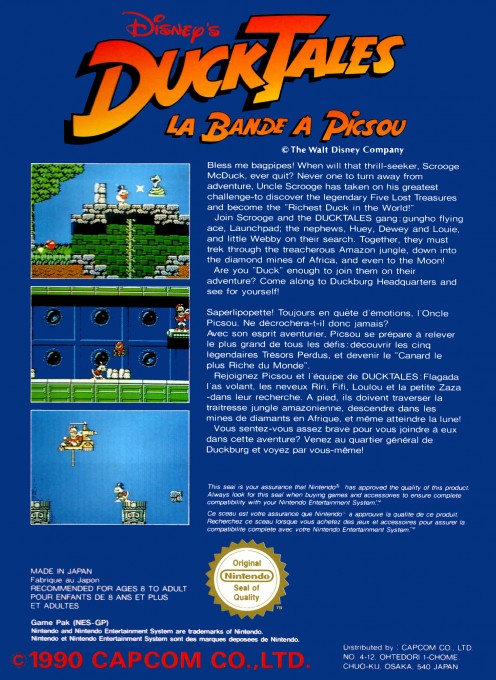 Disney's
DUCKTALES
LA BANDE A PICSOU
© The Walt Disney Company
Bless me bagpipes! When will that thrill-seeker, Scrooge
McDuck, ever quit? Never one to turn away from
adventure, Uncle Scrooge has taken on his greatest
challenge-to discover the legendary Five Lost Treasures
and become the "Richest Duck in the World!"
Join Scrooge and the DUCKTALES gang: gungho flying
ace, Launchpad; the nephews, Huey, Dewey and Louie,
and little Webby on their search. Together, they must
trek through the treacherous Amazon jungle, down into
the diamond mines of Africa, and even to the Moon!
Are you "Duck" enough to join them on their
adventure? Come along to Duckburg Headquarters and
see for yourself!
Saperlipopette! Toujours en quète d'émotions, l'Oncle
Picsou. Ne décrochera-t-il donc jamais?
Avec son esprit aventurier, Picsou se prépare à relever
le plus grand de tous les défis: découvrir les cinq
légendaires Trésors Perdus, et devenir le "Canard le
plus Riche du Monde".
Rejoignez Picsou et l'équipe de DUCKTALES: Flagada
l'as volant, les neveux Riri, Fifi, Loulou et la petite Zaza
-dans leur recherche. A pied, ils doivent traverser la
traitresse jungle amazonienne, descendre dans les
mines de diamants en Afrique, et même atteindre la lune!
Vous sentez-vous assez brave pour vous joindre à eux
dans cette aventure? Venez au quartier général de
Duckburg et voyez par vous-même!
This seal is your assurance that Nintendo® has approved the quality of this product.
Always look for this seal when buying games and accessories to ensure complete
compatibility with your Nintendo Entertainment System.™
Ce sceau est votre assurance que Nintendo a approuve la qualite de ce produit.
Recherchez ce sceau lorsque vous achetez des jeux et accessoires pour assurer la
compatibilite complete avec votre Nintendo Entertainment System.™
Original
Nintendo
Seal of
Quality
TM
MADE IN JAPAN
Fabrique au Japon
RECOMMENDED FOR AGES 8 TO ADULT
POUR ENFANTS DE 8 ANS ET PLUS
ET ADULTES
Game Pak (NES-GP)
Nintendo and Nintendo Entertainment System are trademarks of Nintendo.
Nintendo et Nintendo Entertainment System sont des marques deposees de Nintendo.
© 1990 CAPCOM CO., LTD.
Distributed by : CAPCOM CO., LTD
NO. 4-12, OHTEDORI 1-CHOME,
CHUO-KU, OSAKA, 540 JAPAN